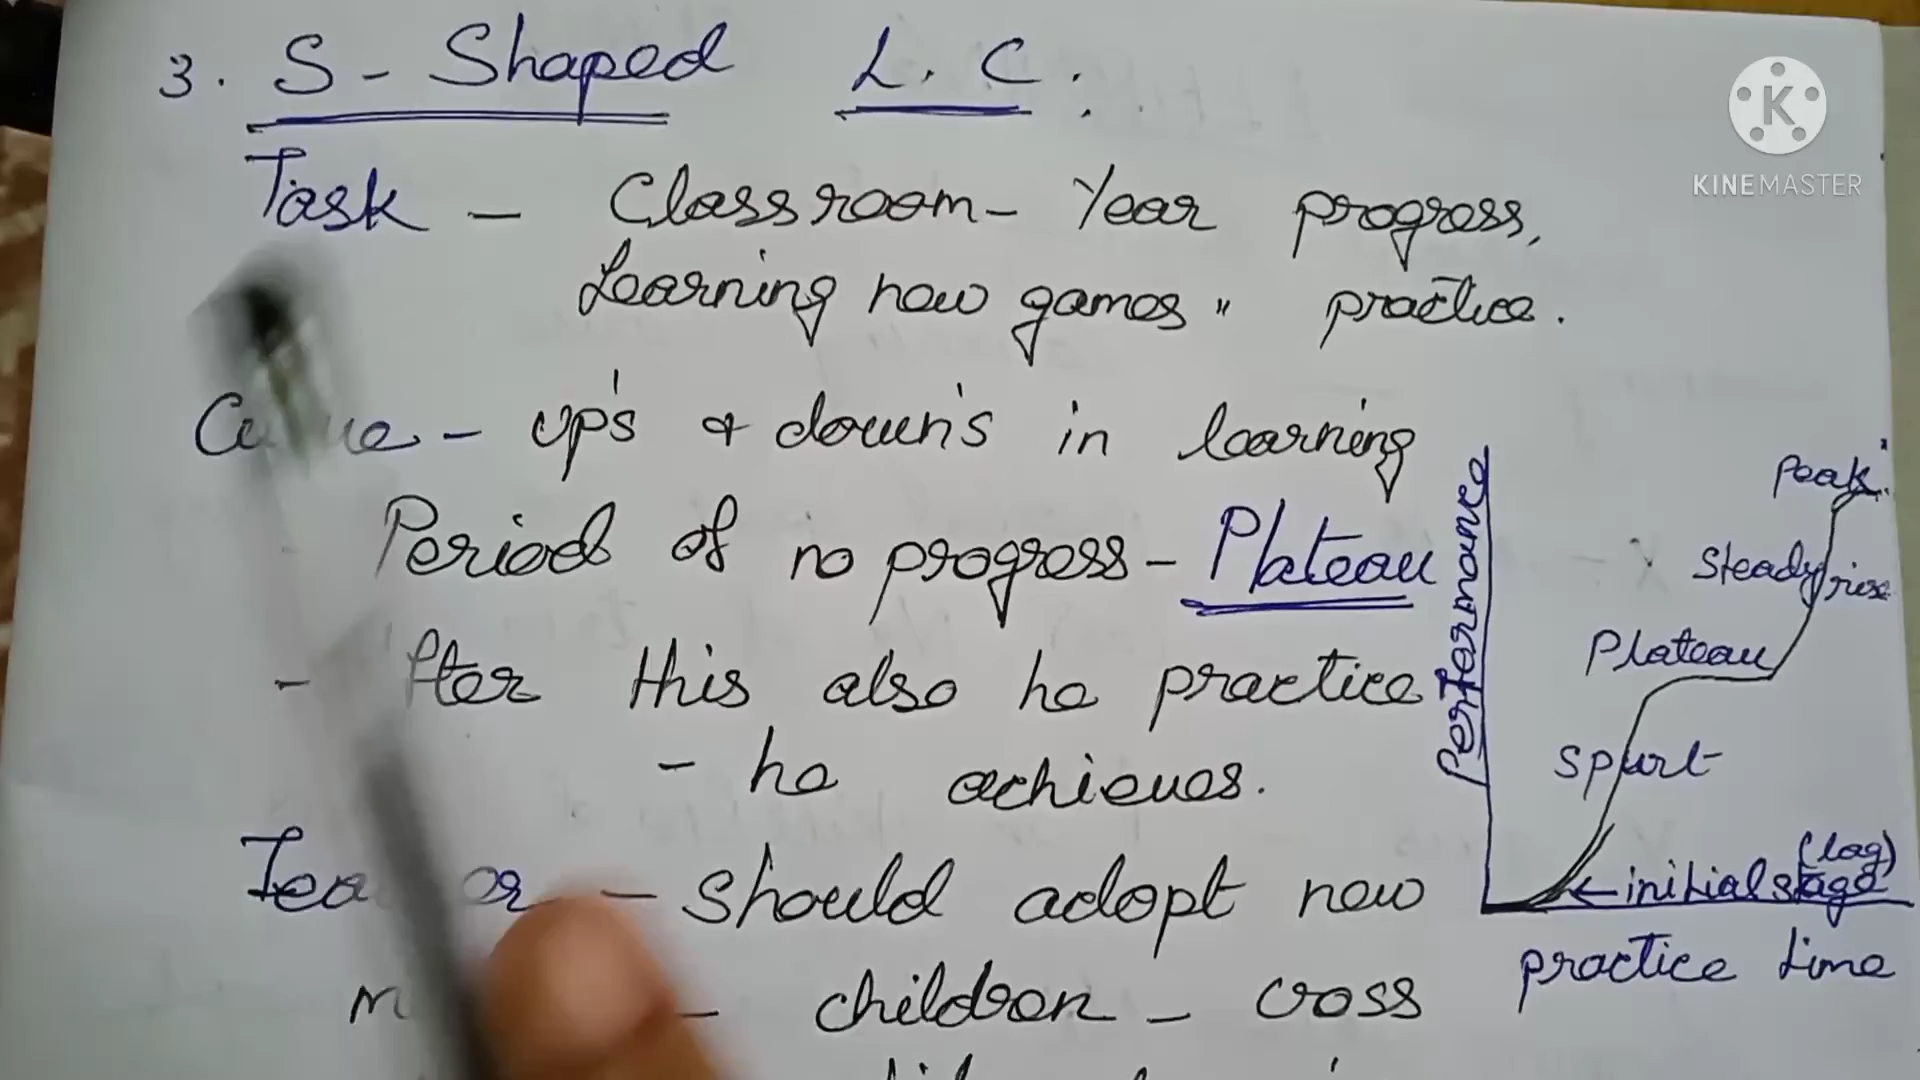 3. S - Shaped L. C :
K
KINEMASTER
Task - Classroom - Year progress,
Learning new games " practice.
- up's & down's in learning
- Period of no progress - Plateau
- this also he practice
- he achieves.
- should adopt new
- children - cross
Performance
Peak
Steady rise
Plateau
Spurt
(lag)
← initial stage
practice time